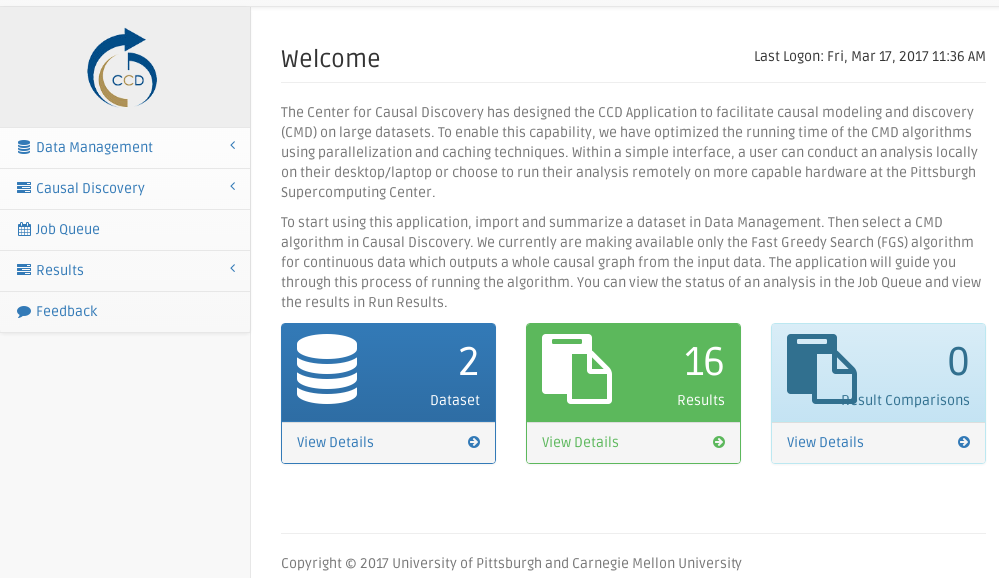 CCD
Data Management
Causal Discovery
Job Queue
Results
Feedback
Welcome
Last Logon: Fri, Mar 17, 2017 11:36 AM
The Center for Causal Discovery has designed the CCD Application to facilitate causal modeling and discovery
(CMD) on large datasets. To enable this capability, we have optimized the running time of the CMD algorithms
using parallelization and caching techniques. Within a simple interface, a user can conduct an analysis locally
on their desktop/laptop or choose to run their analysis remotely on more capable hardware at the Pittsburgh
Supercomputing Center.
To start using this application, import and summarize a dataset in Data Management. Then select a CMD
algorithm in Causal Discovery. We currently are making available only the Fast Greedy Search (FGS) algorithm
for continuous data which outputs a whole causal graph from the input data. The application will guide you
through this process of running the algorithm. You can view the status of an analysis in the Job Queue and view
the results in Run Results.
2
Dataset
View Details
16
Results
View Details
0
Result Comparisons
View Details
Copyright © 2017 University of Pittsburgh and Carnegie Mellon University